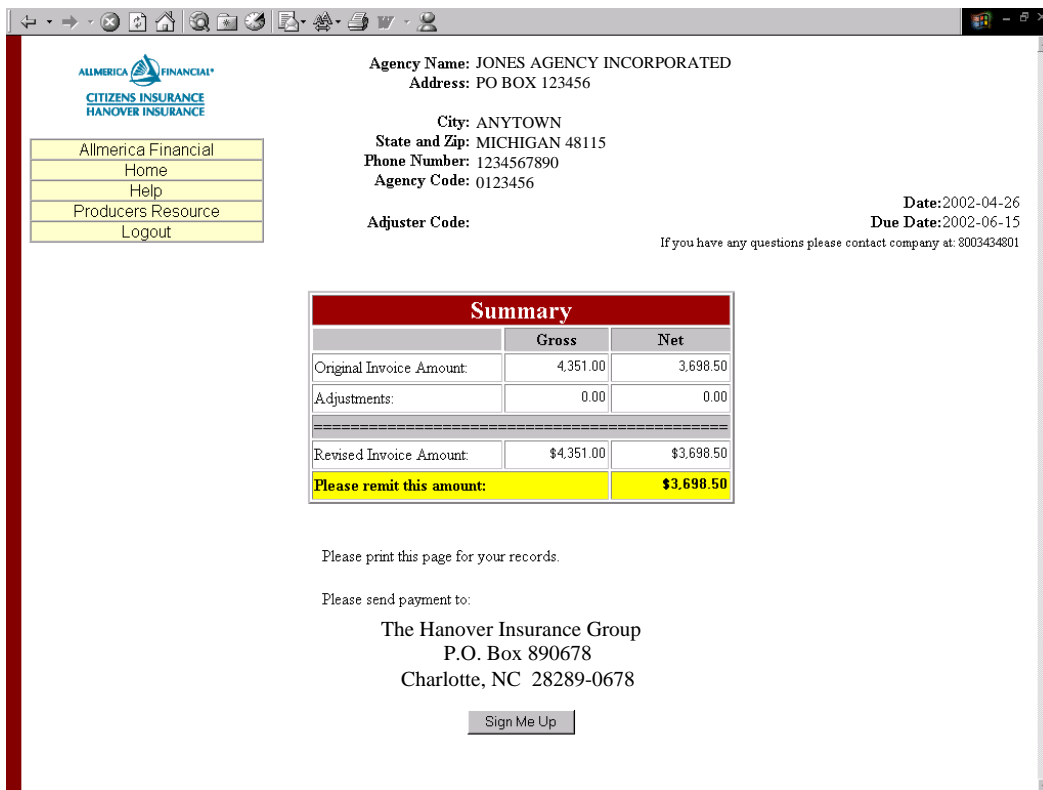 ALLMERICA FINANCIAL®
CITIZENS INSURANCE
HANOVER INSURANCE
Allmerica Financial
Home
Help
Producers Resource
Logout
Agency Name: JONES AGENCY INCORPORATED
Address: PO BOX 123456
City: ANYTOWN
State and Zip: MICHIGAN 48115
Phone Number: 1234567890
Agency Code: 0123456
Adjuster Code:
Date:2002-04-26
Due Date:2002-06-15
If you have any questions please contact company at: 8003434801
Summary
Gross Net
Original Invoice Amount: 4,351.00 3,698.50
Adjustments: 0.00 0.00
==============================================
Revised Invoice Amount: $4,351.00 $3,698.50
Please remit this amount: $3,698.50
Please print this page for your records.
Please send payment to:
The Hanover Insurance Group
P.O. Box 890678
Charlotte, NC 28289-0678
Sign Me Up